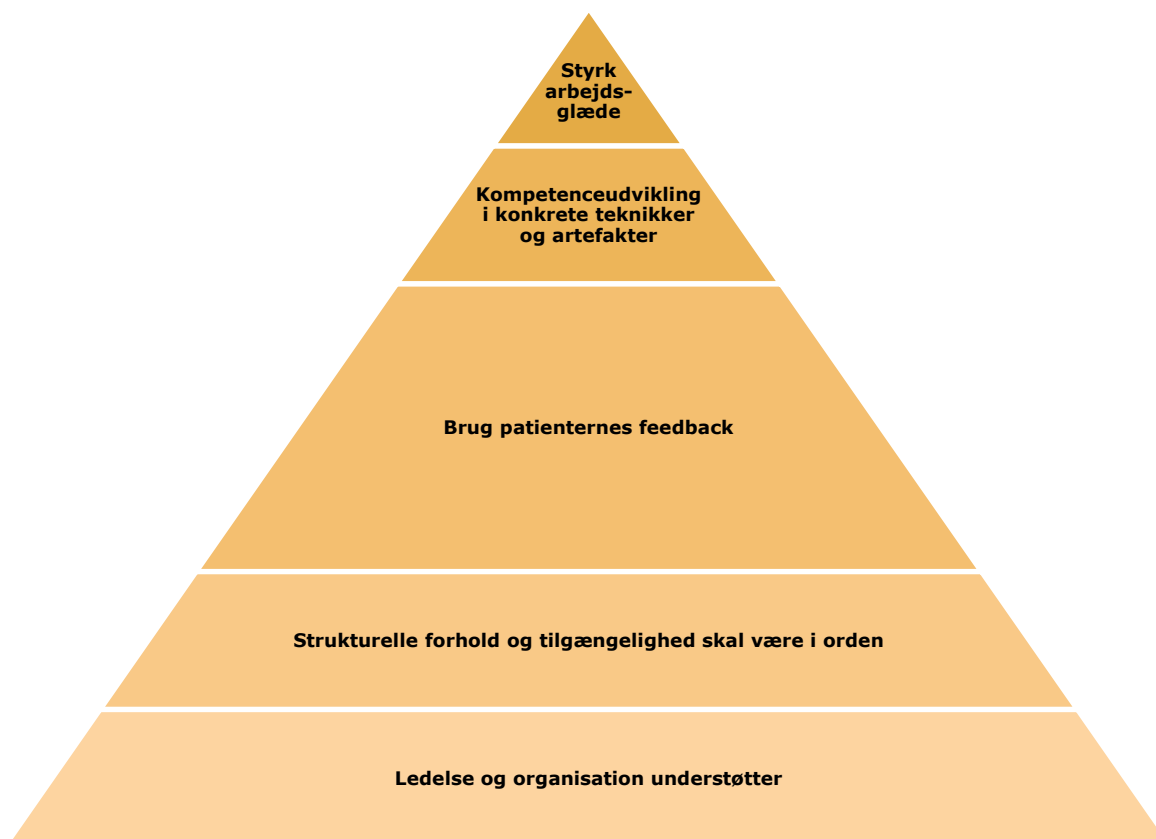 Styrk
arbejds-
glæde
Kompetenceudvikling
i konkrete teknikker
og artefakter
Brug patienternes feedback
Strukturelle forhold og tilgængelighed skal være i orden
Ledelse og organisation understøtter